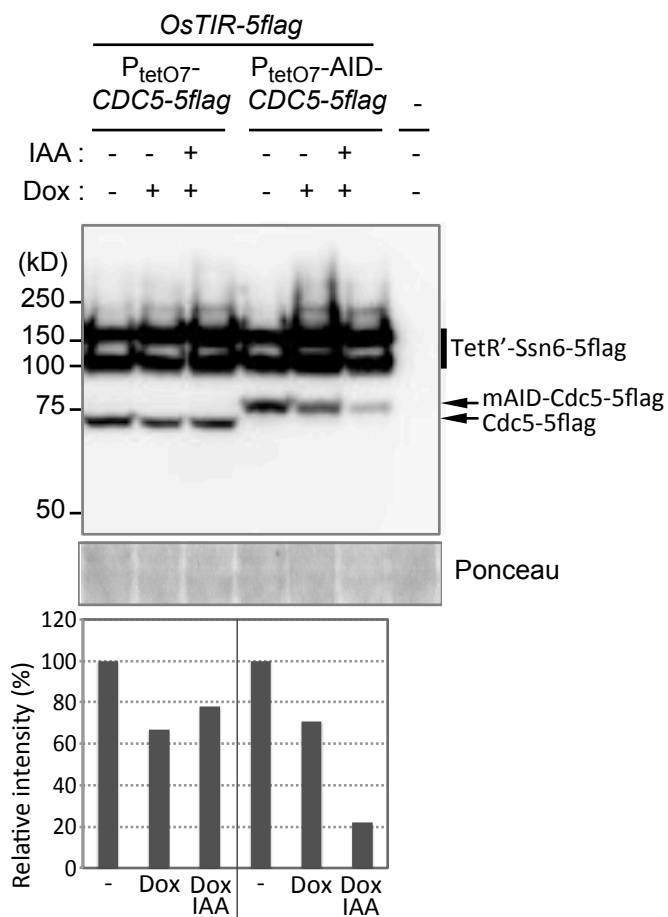 OsTIR-5flag
PtetO7- PtetO7-AID-
CDC5-5flag CDC5-5flag -
IAA : - - + - - + -
Dox : - + + - + + -
(kD)
250
150
100
75
50
TetR’-Ssn6-5flag
mAID-Cdc5-5flag
Cdc5-5flag
Ponceau
Relative intensity (%)
120
100
80
60
40
20
0
- Dox Dox - Dox Dox
IAA IAA